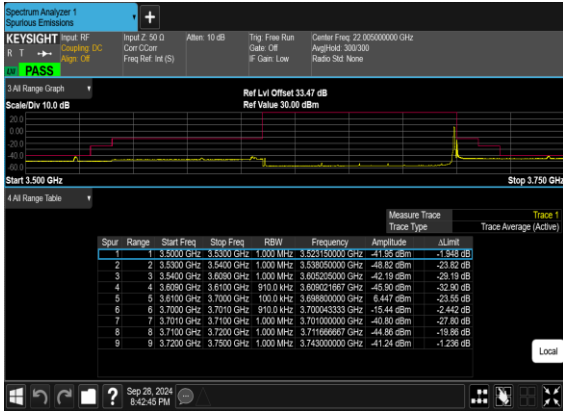 Spectrum Analyzer 1
Spurious Emissions
+
KEYSIGHT Input: RF Input Z: 50 Ω Atten: 10 dB Trig: Free Run Center Freq: 22.005000000 GHz
R T Coupling: DC Corr CCorr Gate: Off Avg|Hold: 300/300
Align: Off Freq Ref: Int (S) IF Gain: Low Radio Std: None
PASS
3 All Range Graph
Ref Lvl Offset 33.47 dB
Scale/Div 10.0 dB Ref Value 30.00 dBm
20.0
0.00
-20.0
-40.0
-60.0
Start 3.500 GHz Stop 3.750 GHz
4 All Range Table
Measure Trace Trace 1
Trace Type Trace Average (Active)
Spur Range Start Freq Stop Freq RBW Frequency Amplitude ΔLimit
1 1 3.5000 GHz 3.5300 GHz 1.000 MHz 3.523150000 GHz -41.95 dBm -1.948 dB
2 2 3.5300 GHz 3.5400 GHz 1.000 MHz 3.538050000 GHz -48.82 dBm -23.82 dB
3 3 3.5400 GHz 3.6090 GHz 1.000 MHz 3.605205000 GHz -42.19 dBm -29.19 dB
4 4 3.6090 GHz 3.6100 GHz 910.0 kHz 3.609021667 GHz -45.90 dBm -32.90 dB
5 5 3.6100 GHz 3.7000 GHz 100.0 kHz 3.698800000 GHz 6.447 dBm -23.55 dB
6 6 3.7000 GHz 3.7010 GHz 910.0 kHz 3.700043333 GHz -15.44 dBm -2.442 dB
7 7 3.7010 GHz 3.7100 GHz 1.000 MHz 3.701000000 GHz -40.80 dBm -27.80 dB
8 8 3.7100 GHz 3.7200 GHz 1.000 MHz 3.711666667 GHz -44.86 dBm -19.86 dB
9 9 3.7200 GHz 3.7500 GHz 1.000 MHz 3.743000000 GHz -41.24 dBm -1.236 dB
Local
? Sep 28, 2024
8:42:45 PM